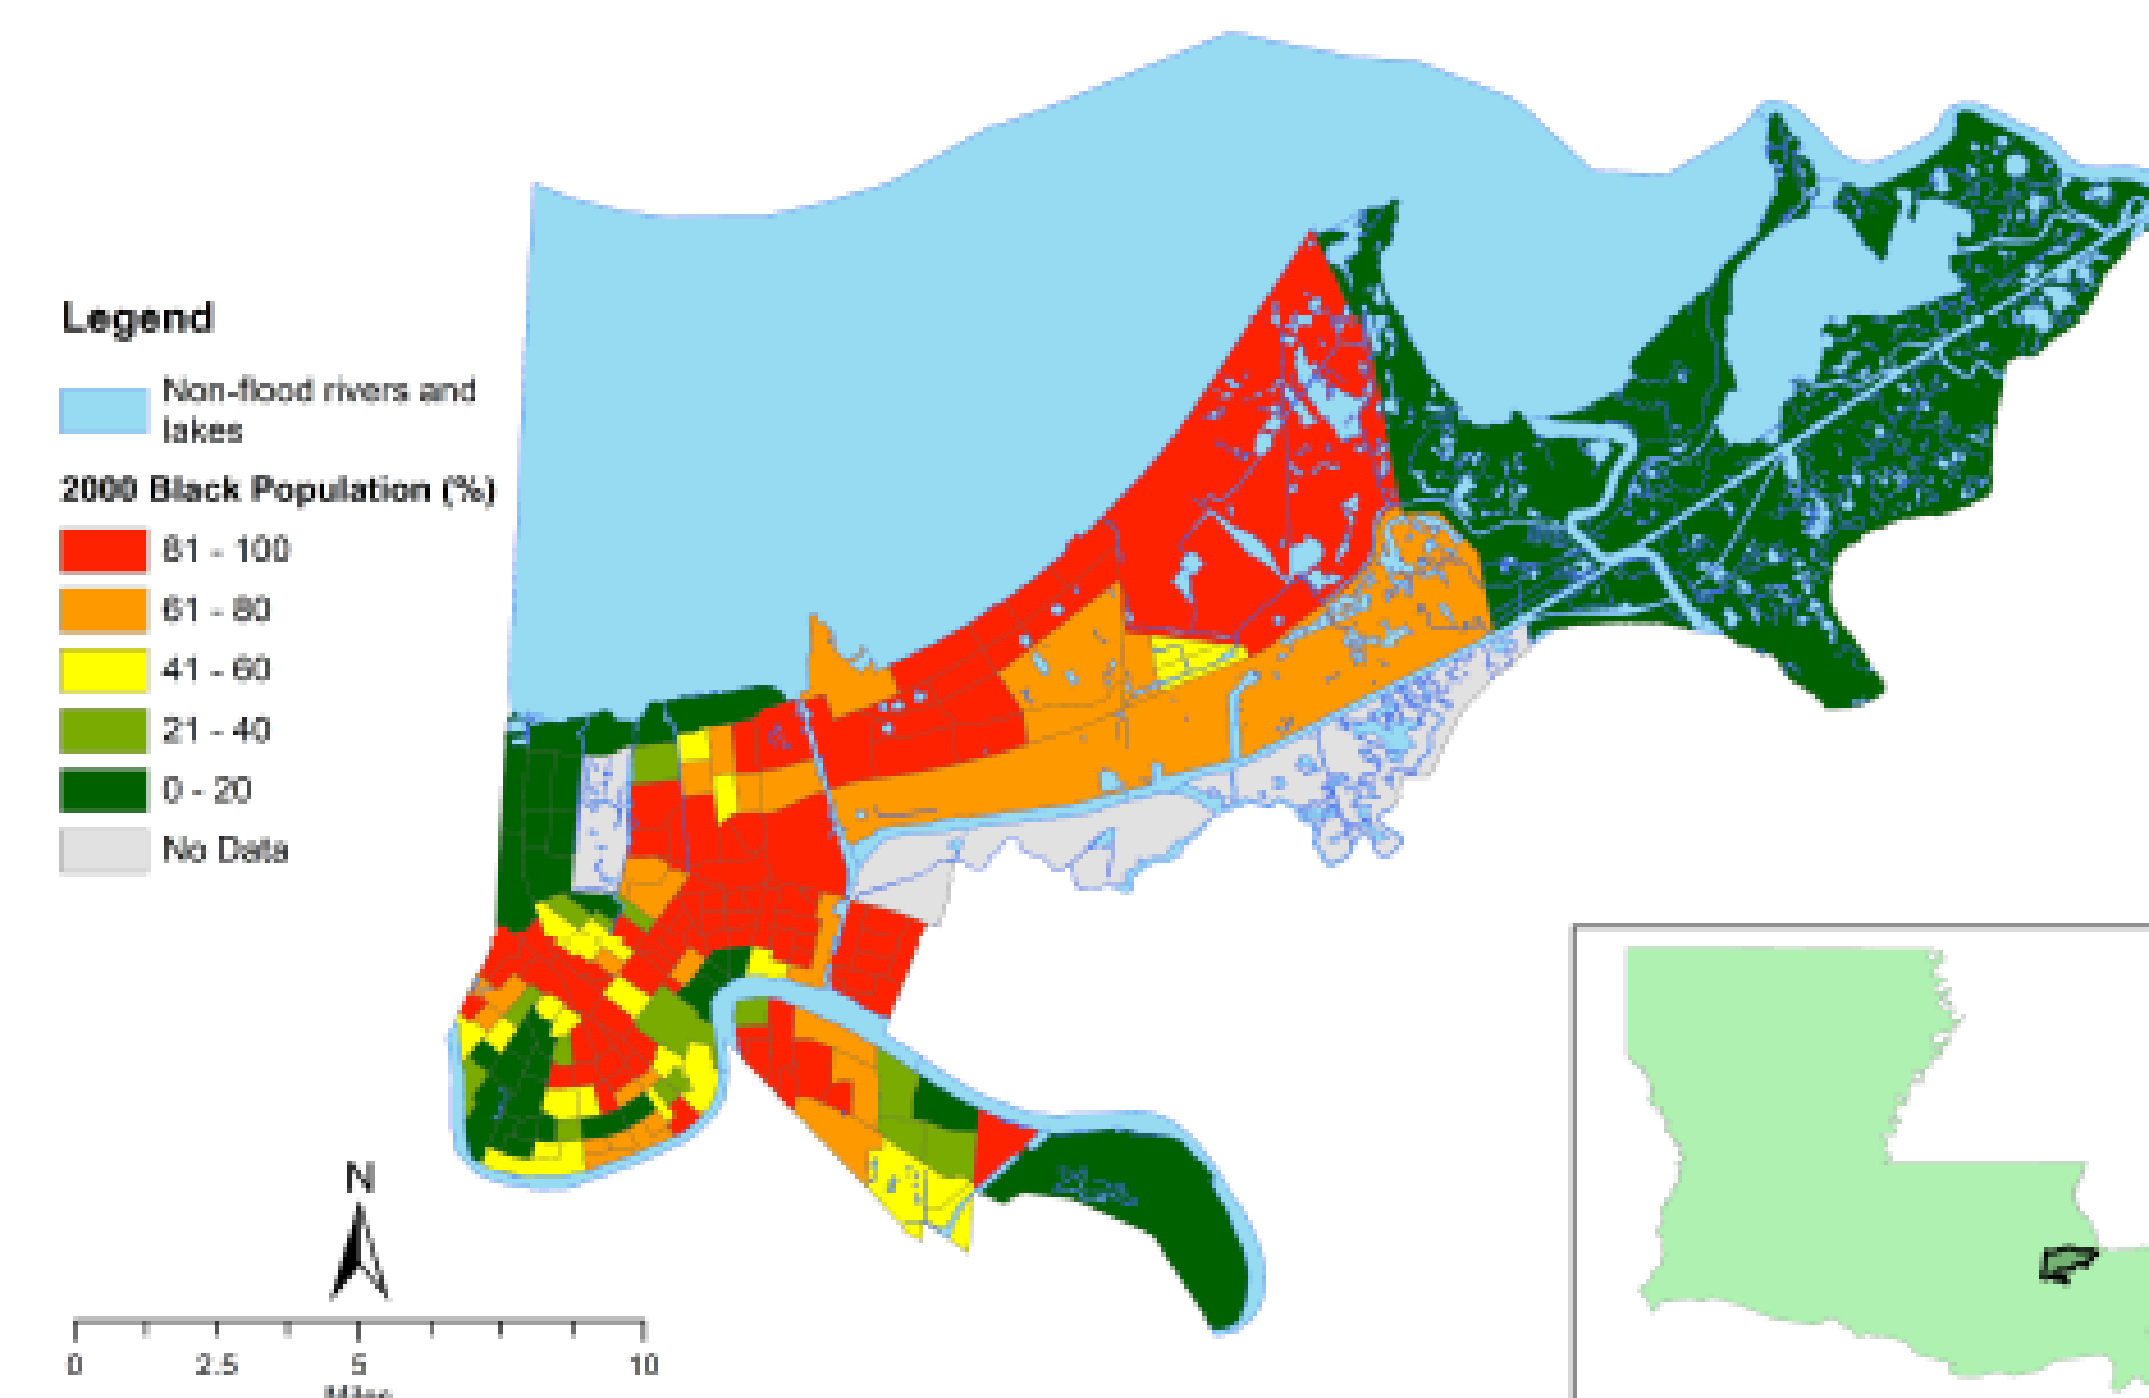 Legend
Non-flood rivers and
lakes
2000 Black Population (%)
81 - 100
61 - 80
41 - 60
21 - 40
0 - 20
No Data
N
0 2.5 5 10
Miles